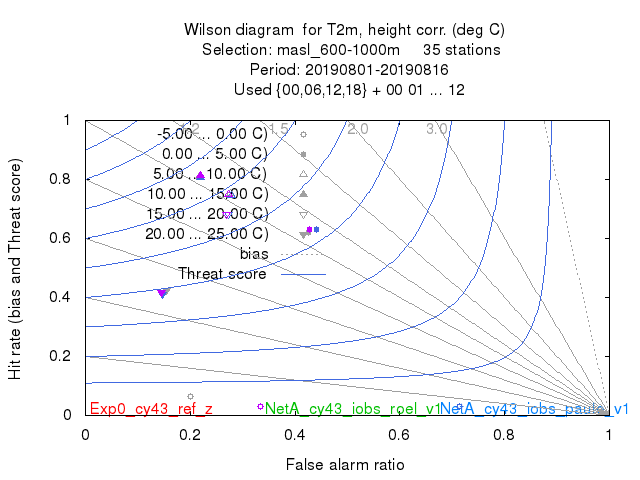 Wilson diagram  for T2m, height corr. (deg C)
Selection: masl_600-1000m     35 stations
Period: 20190801-20190816
Used {00,06,12,18} + 00 01 ... 12
1.2 1.5 2.0 3.0
-5.00 ... 0.00 C)
0.00 ... 5.00 C)
5.00 ... 10.00 C)
10.00 ... 15.00 C)
15.00 ... 20.00 C)
20.00 ... 25.00 C)
bias
Threat score
Hit rate (bias and Threat score)
1
0.8
0.6
0.4
0.2
0
Exp0_cy43_ref_z NetA_cy43_iobs_roel_v1 NetA_cy43_iobs_paulo_v1
0 0.2 0.4 0.6 0.8 1
False alarm ratio